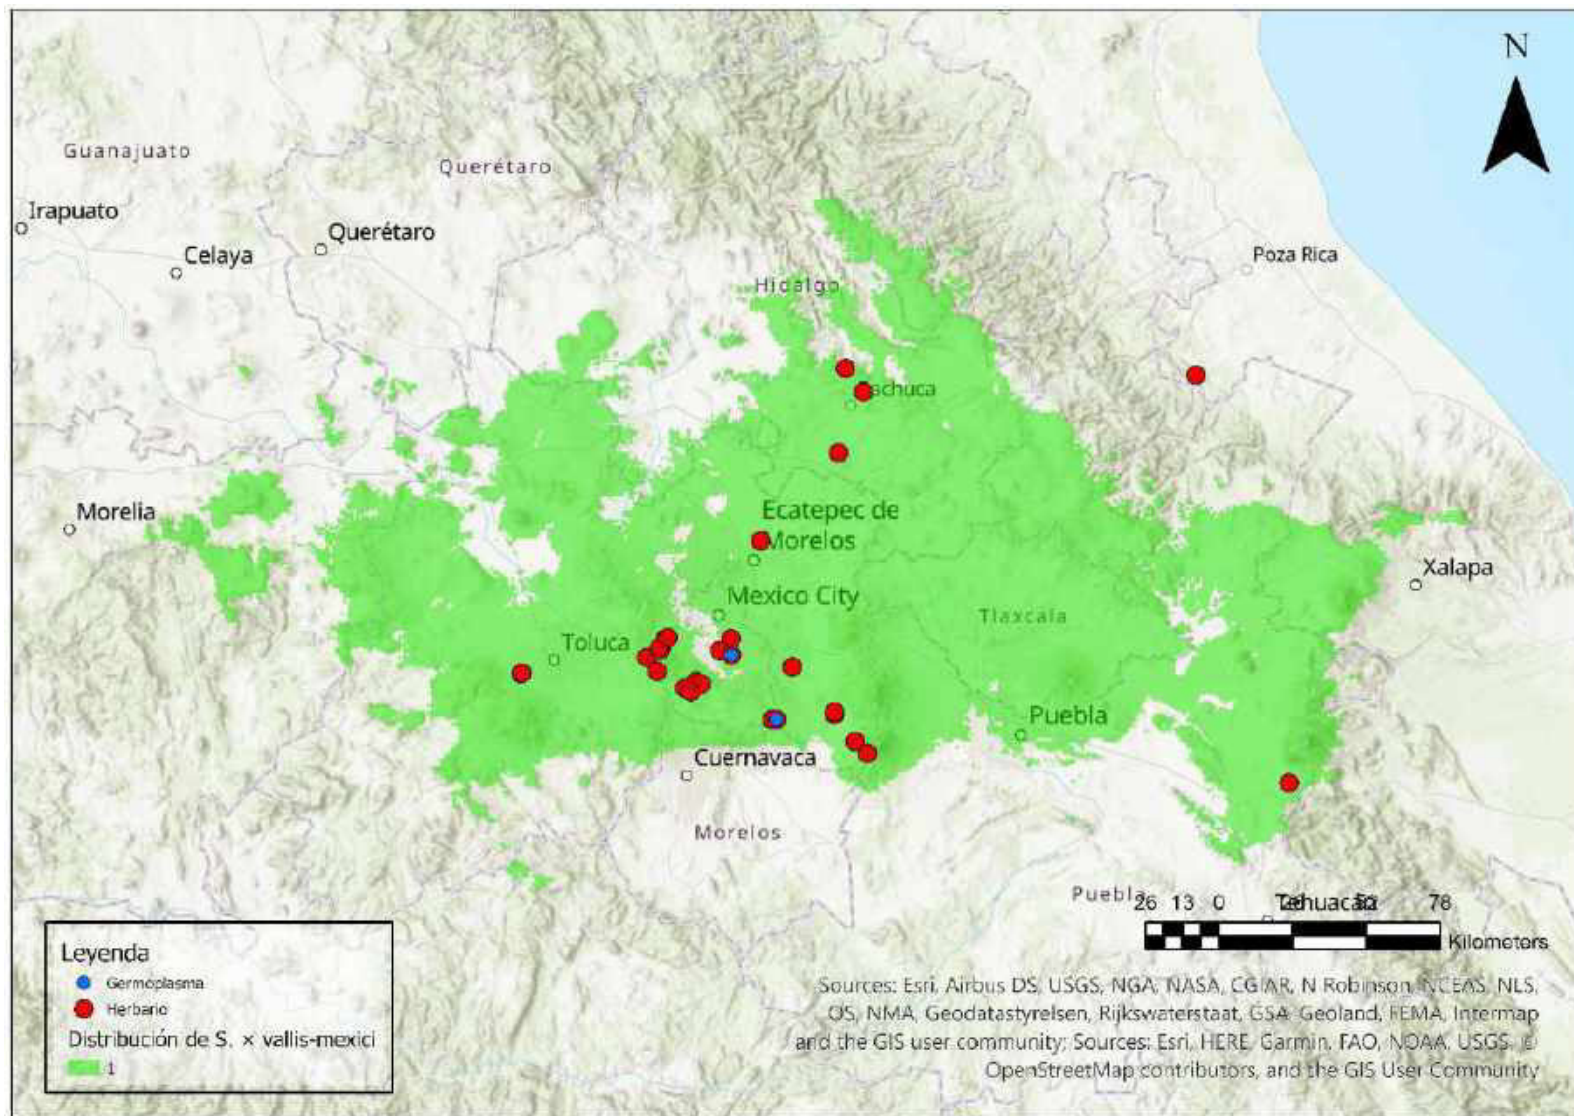 N
Guanajuato
Querétaro
Irapuato
Querétaro
Celaya
Poza Rica
Hidalgo
Pachuca
Morelia
Ecatepec de
Morelos
Xalapa
Mexico City
Tlaxcala
Toluca
Puebla
Cuernavaca
Morelos
Puebla
Tehuacán
26 13 0 26 52 78
Kilometers
Leyenda
Germoplasma
Herbario
Distribución de S. × vallis-mexici
1
Sources: Esri, Airbus DS, USGS, NGA, NASA, CGIAR, N Robinson, NCEAS, NLS,
OS, NMA, Geodatastyrelsen, Rijkswaterstaat, GSA, Geoland, FEMA, Intermap
and the GIS user community; Sources: Esri, HERE, Garmin, FAO, NOAA, USGS, ©
OpenStreetMap contributors, and the GIS User Community